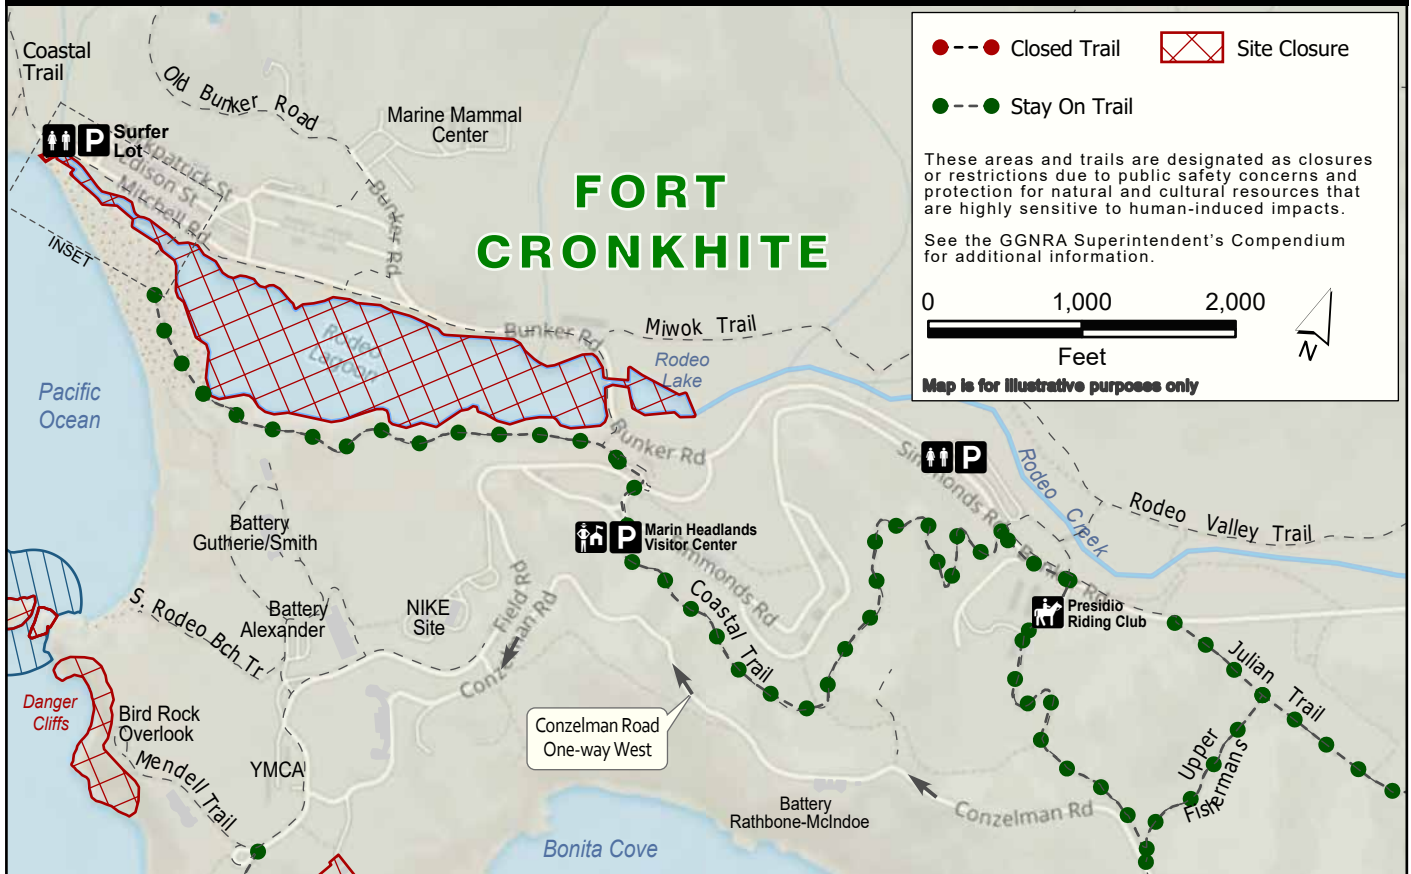 Coastal
Trail
Old Bunker Road
Marine Mammal
Center
P
Surfer
Lot
Kirkpatrick St
Edison St
Mitchell Rd
Bunker Rd
INSET
FORT
CRONKHITE
Closed Trail
Site Closure
Stay On Trail
These areas and trails are designated as closures
or restrictions due to public safety concerns and
protection for natural and cultural resources that
are highly sensitive to human-induced impacts.
See the GGNRA Superintendent's Compendium
for additional information.
0 1,000 2,000
Feet
N
Map is for illustrative purposes only
Bunker Rd
Miwok Trail
Rodeo
Lagoon
Rodeo
Lake
Pacific
Ocean
Bunker Rd
Simmonds Rd
P
Rodeo Creek
Rodeo Valley Trail
Battery
Gutherie/Smith
P
Marin Headlands
Visitor Center
Simmonds Rd
Coastal Trail
Bunker Rd
Presidio
Riding Club
S. Rodeo Bch Tr
Battery
Alexander
NIKE
Site
Field Rd
Conzelman Rd
Julian Trail
Danger
Cliffs
Bird Rock
Overlook
Mendell Trail
YMCA
Conzelman Road
One-way West
Upper
Fishermans
Battery
Rathbone-McIndoe
Conzelman Rd
Bonita Cove